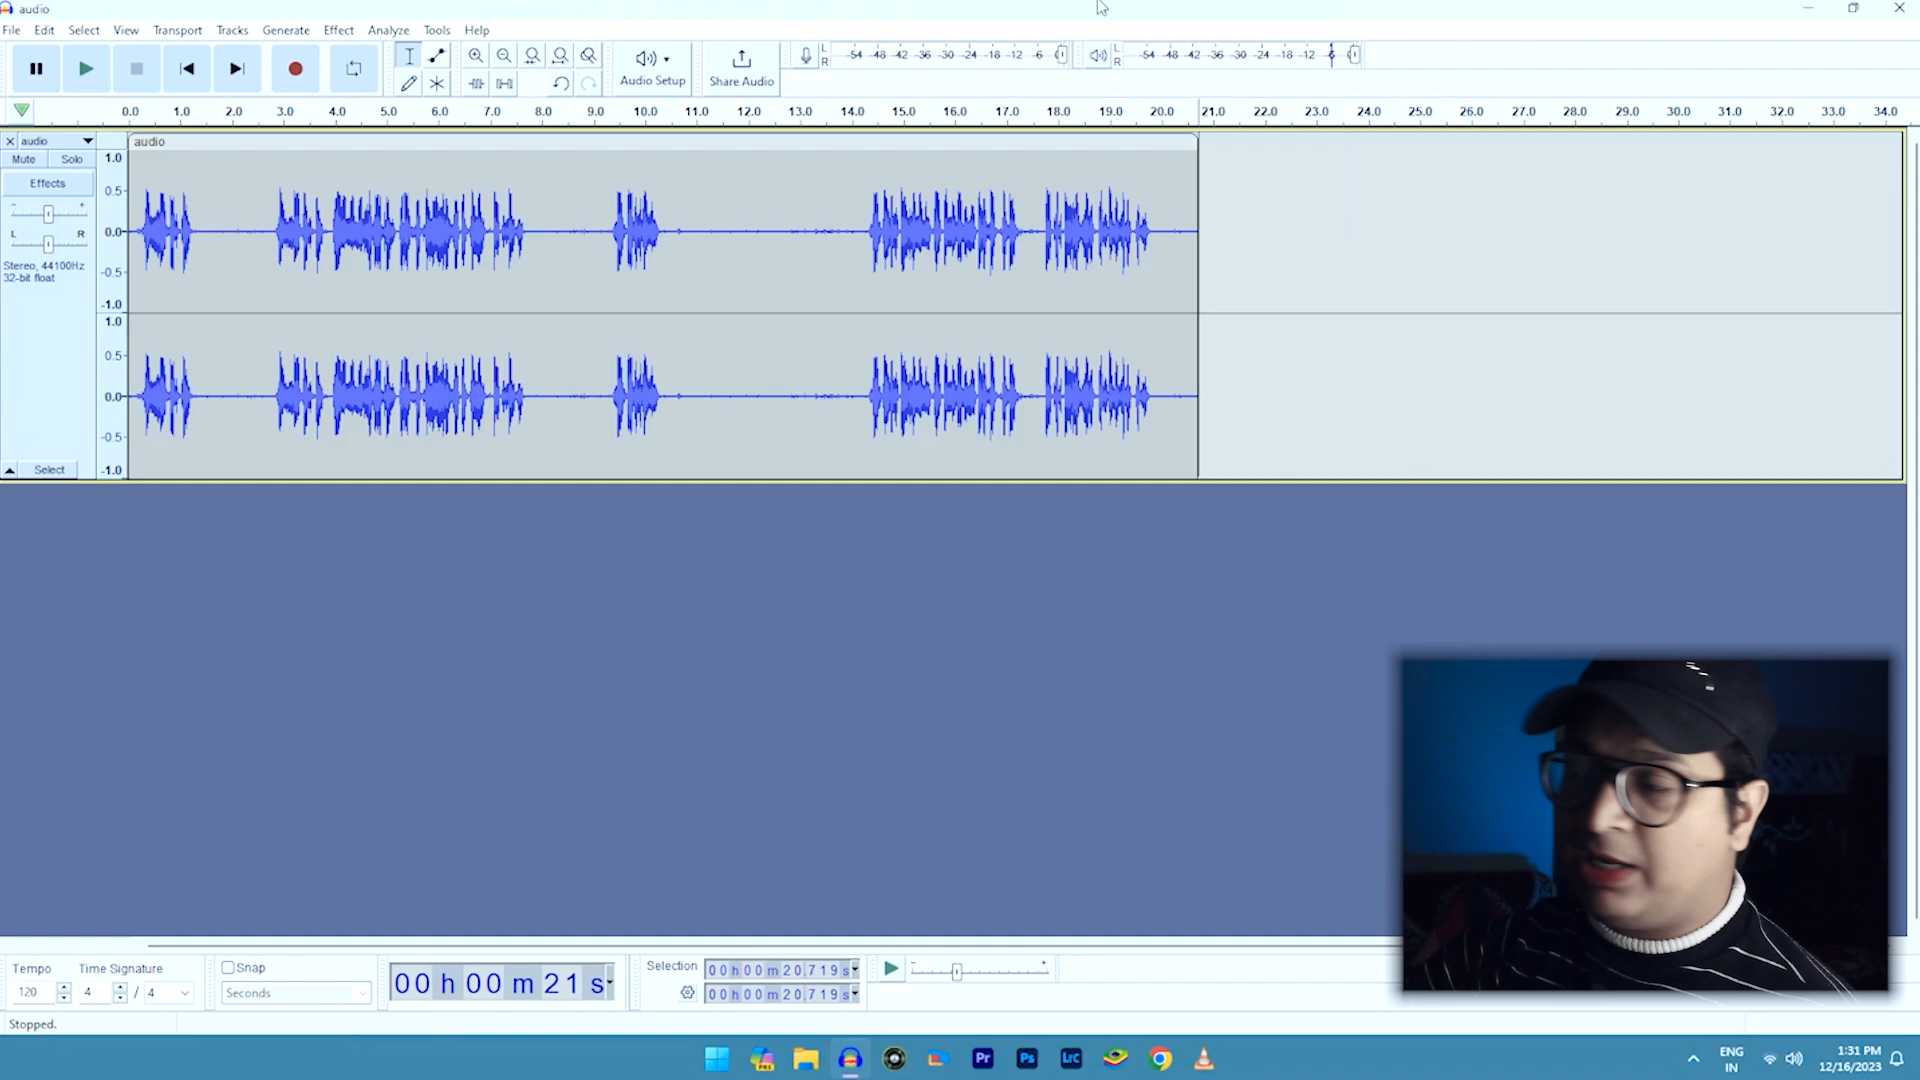 audio
File Edit Select View Transport Tracks Generate Effect Analyze Tools Help
L -54 -48 -42 -36 -30 -24 -18 -12 -6
R
L -54 -48 -42 -36 -30 -24 -18 -12 -6
R
Audio Setup
Share Audio
0.0 1.0 2.0 3.0 4.0 5.0 6.0 7.0 8.0 9.0 10.0 11.0 12.0 13.0 14.0 15.0 16.0 17.0 18.0 19.0 20.0 21.0 22.0 23.0 24.0 25.0 26.0 27.0 28.0 29.0 30.0 31.0 32.0 33.0 34.0
audio
audio
Mute Solo
Effects
- +
L R
Stereo, 44100Hz
32-bit float
Select
1.0
0.5
0.0
-0.5
-1.0
1.0
0.5
0.0
-0.5
-1.0
Tempo
120
Time Signature
4 / 4
Snap
Seconds
00 h 00 m 21 s
Selection
00 h 00 m 20,719 s
00 h 00 m 20,719 s
- +
Stopped.
PRE
Pr
Ps
LrC
ENG
IN
1:31 PM
12/16/2023